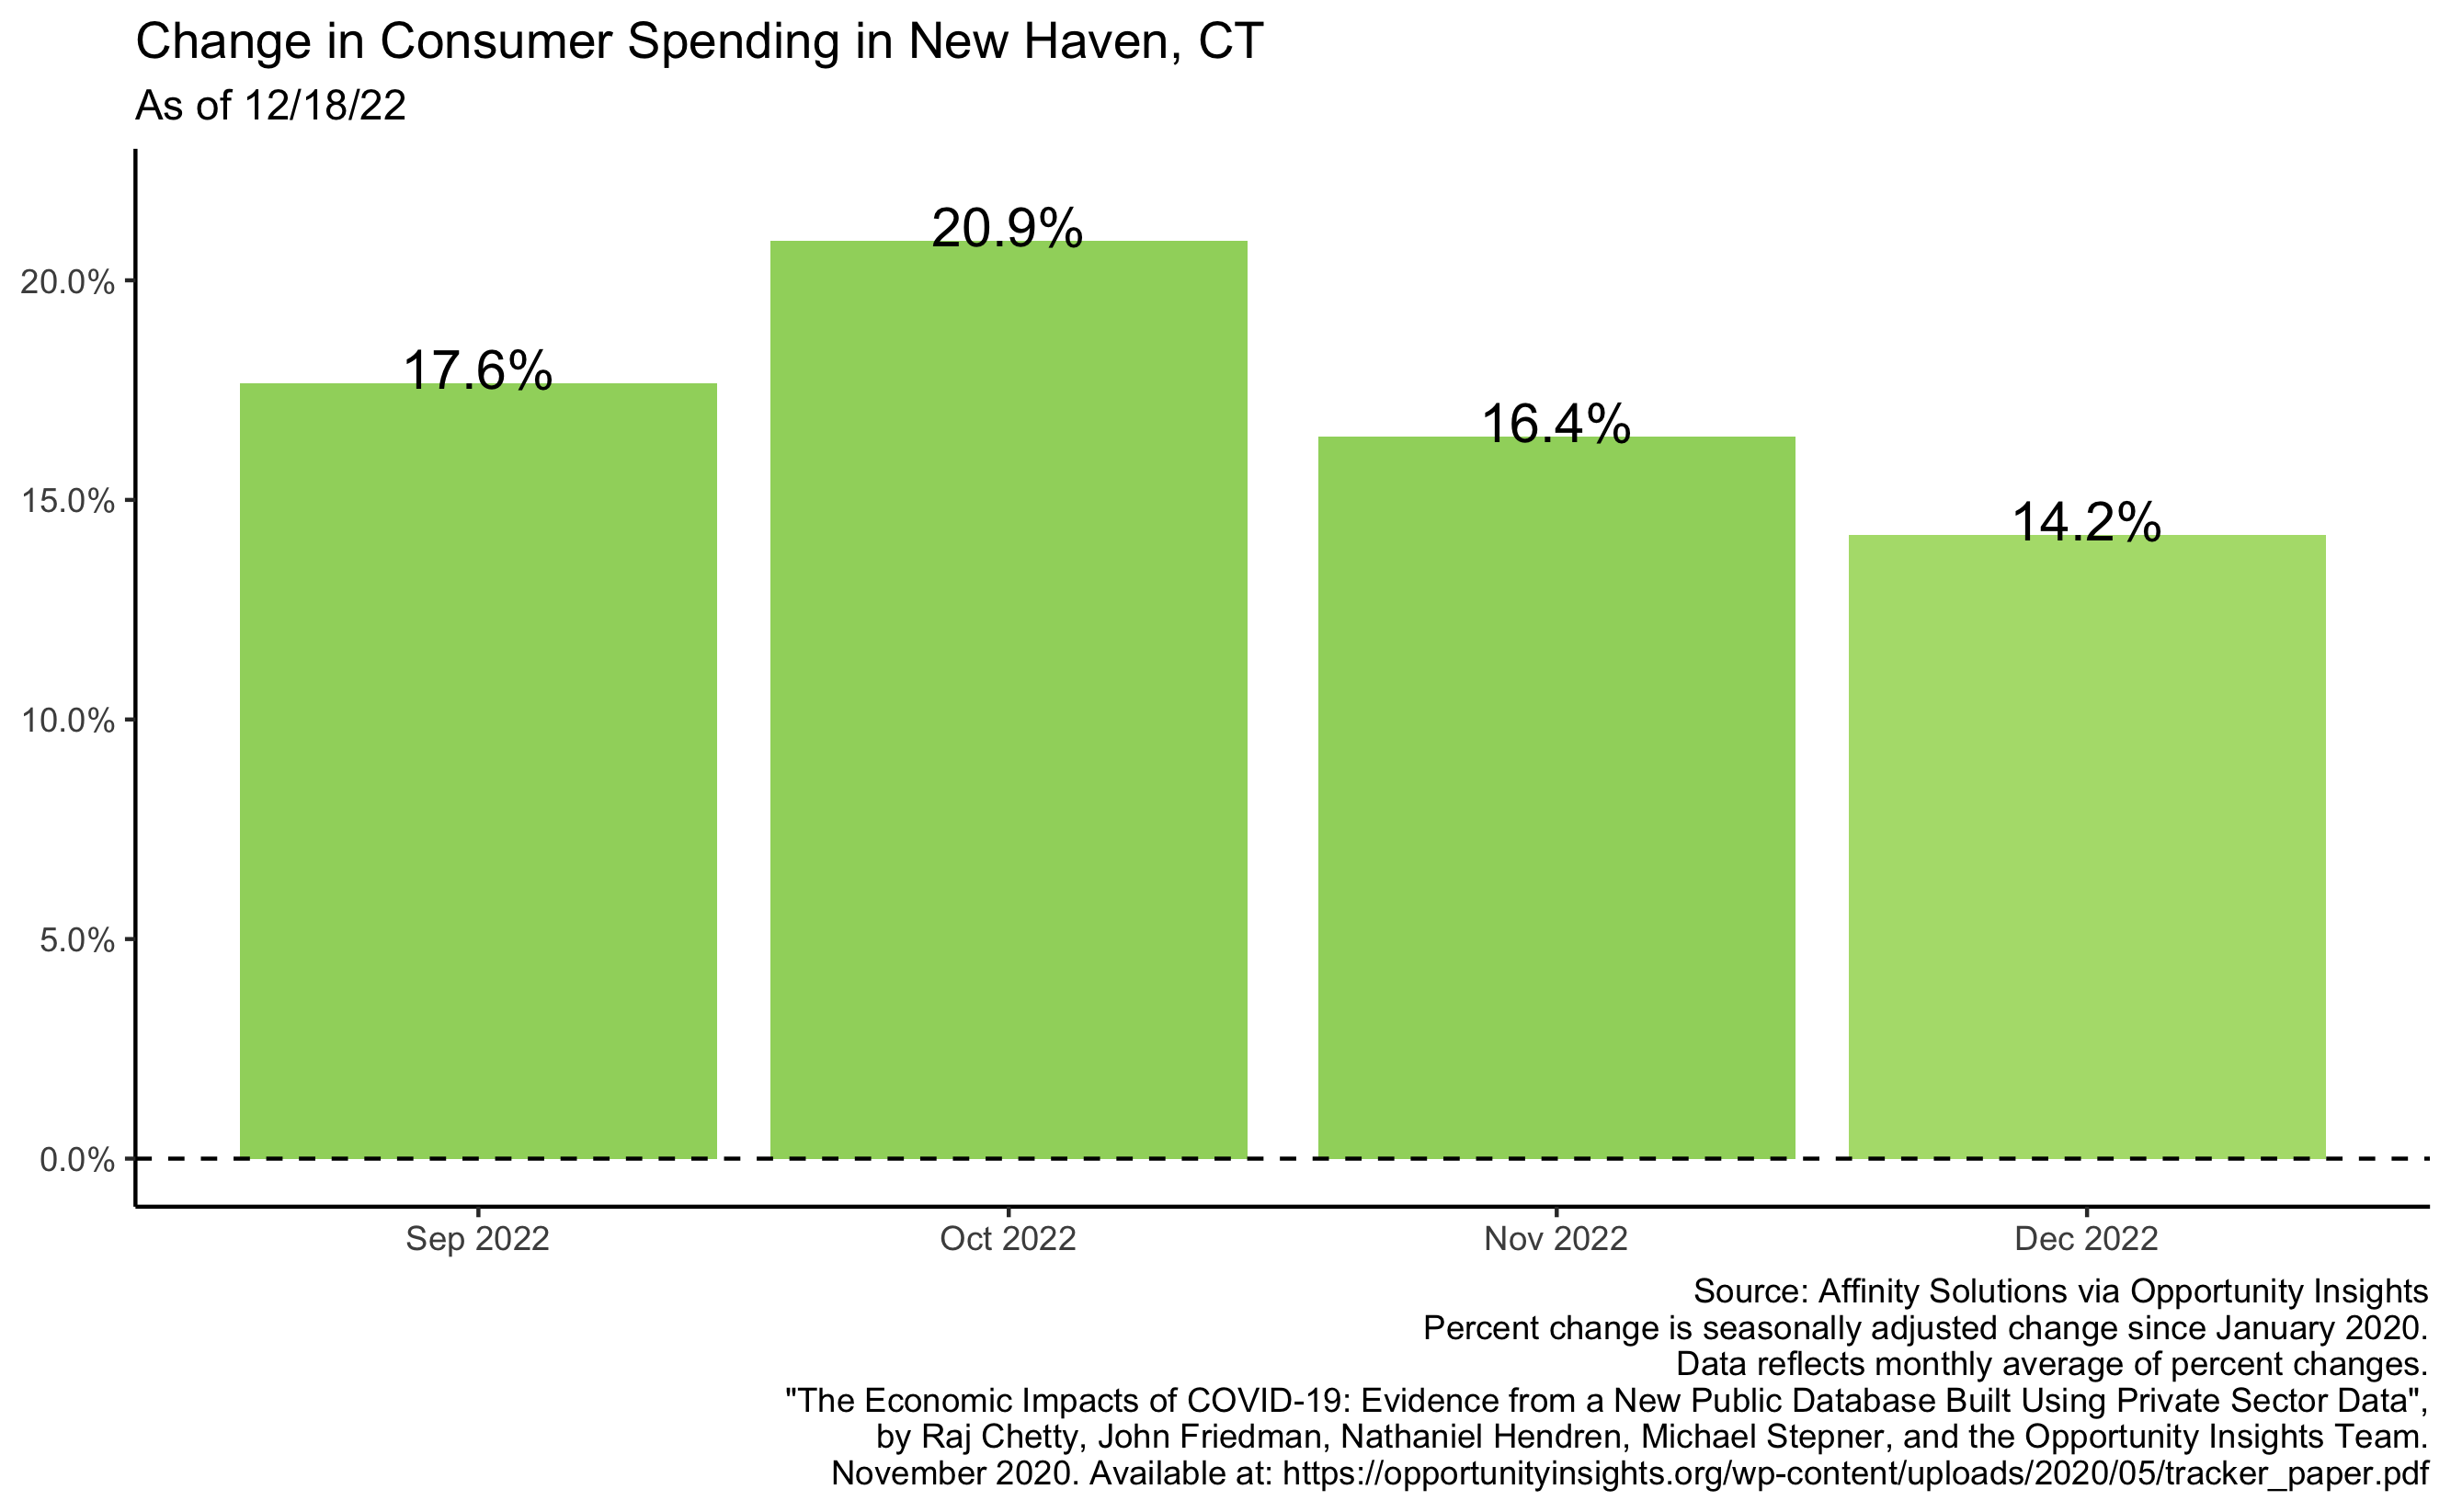 Change in Consumer Spending in New Haven, CT
As of 12/18/22
20.9%
20.0%
17.6%
16.4%
15.0%
14.2%
10.0%
5.0%
0.0%
Sep 2022 Oct 2022 Nov 2022 Dec 2022
Source: Affinity Solutions via Opportunity Insights
Percent change is seasonally adjusted change since January 2020.
Data reflects monthly average of percent changes.
"The Economic Impacts of COVID-19: Evidence from a New Public Database Built Using Private Sector Data",
by Raj Chetty, John Friedman, Nathaniel Hendren, Michael Stepner, and the Opportunity Insights Team.
November 2020. Available at: https://opportunityinsights.org/wp-content/uploads/2020/05/tracker_paper.pdf